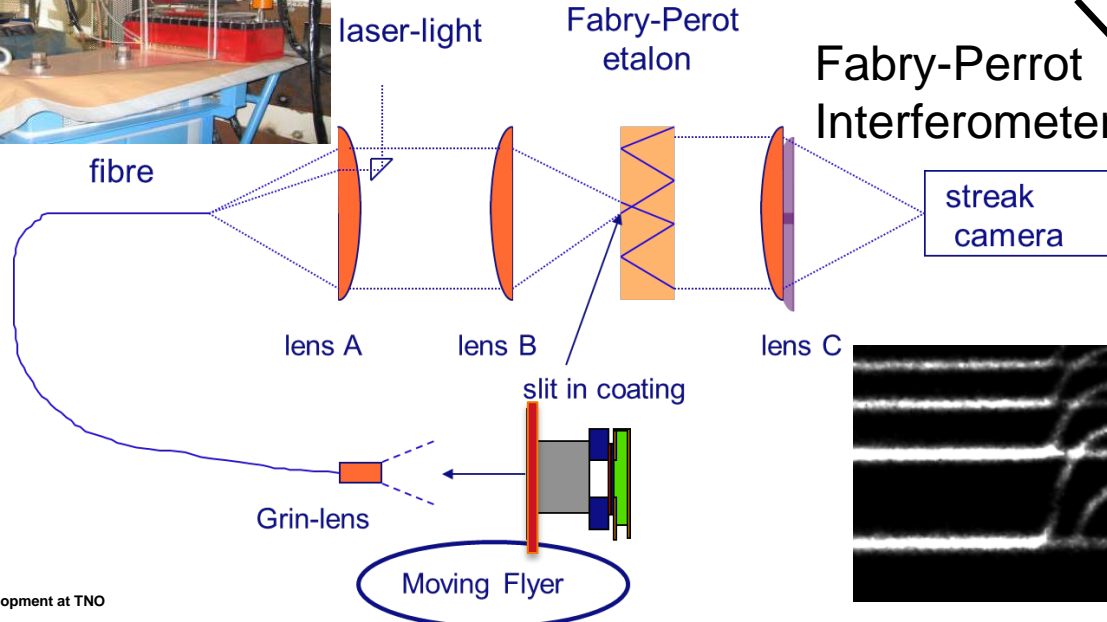 laser-light
Fabry-Perot
etalon
Fabry-Perrot
Interferometer
fibre
streak
camera
lens A
lens B
lens C
slit in coating
Grin-lens
Moving Flyer
opment at TNO